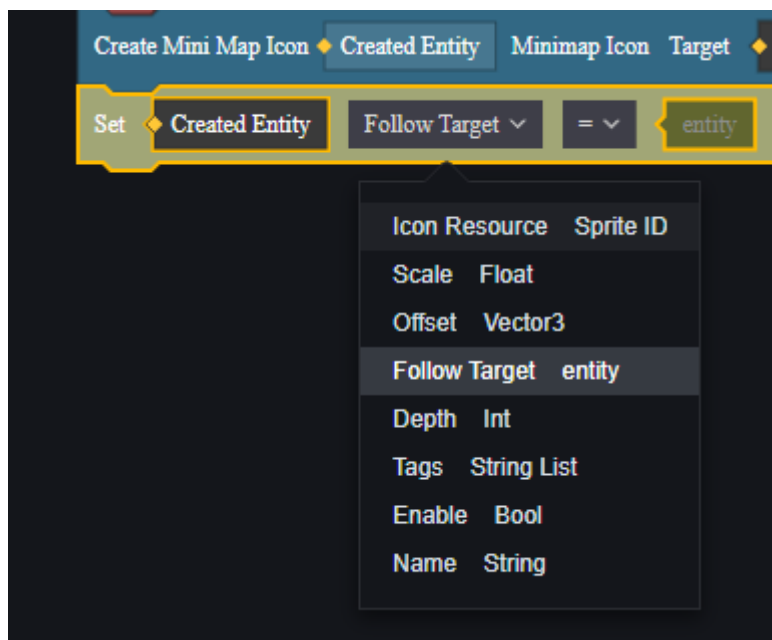 Create Mini Map Icon Created Entity Minimap Icon Target
Set Created Entity Follow Target = entity
Icon Resource Sprite ID
Scale Float
Offset Vector3
Follow Target entity
Depth Int
Tags String List
Enable Bool
Name String